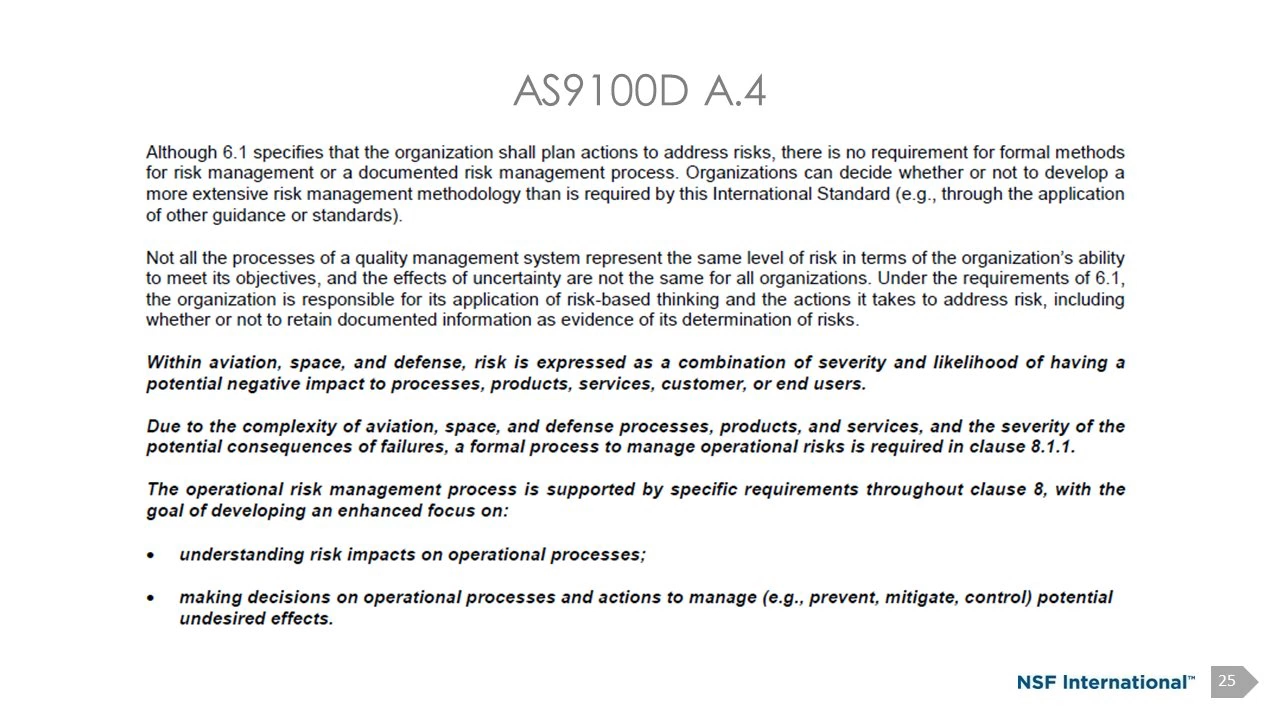 AS9100D A.4
Although 6.1 specifies that the organization shall plan actions to address risks, there is no requirement for formal methods
for risk management or a documented risk management process. Organizations can decide whether or not to develop a
more extensive risk management methodology than is required by this International Standard (e.g., through the application
of other guidance or standards).
Not all the processes of a quality management system represent the same level of risk in terms of the organization's ability
to meet its objectives, and the effects of uncertainty are not the same for all organizations. Under the requirements of 6.1,
the organization is responsible for its application of risk-based thinking and the actions it takes to address risk, including
whether or not to retain documented information as evidence of its determination of risks.
Within aviation, space, and defense, risk is expressed as a combination of severity and likelihood of having a
potential negative impact to processes, products, services, customer, or end users.
Due to the complexity of aviation, space, and defense processes, products, and services, and the severity of the
potential consequences of failures, a formal process to manage operational risks is required in clause 8.1.1.
The operational risk management process is supported by specific requirements throughout clause 8, with the
goal of developing an enhanced focus on:
• understanding risk impacts on operational processes;
• making decisions on operational processes and actions to manage (e.g., prevent, mitigate, control) potential
undesired effects.
NSF International™
25